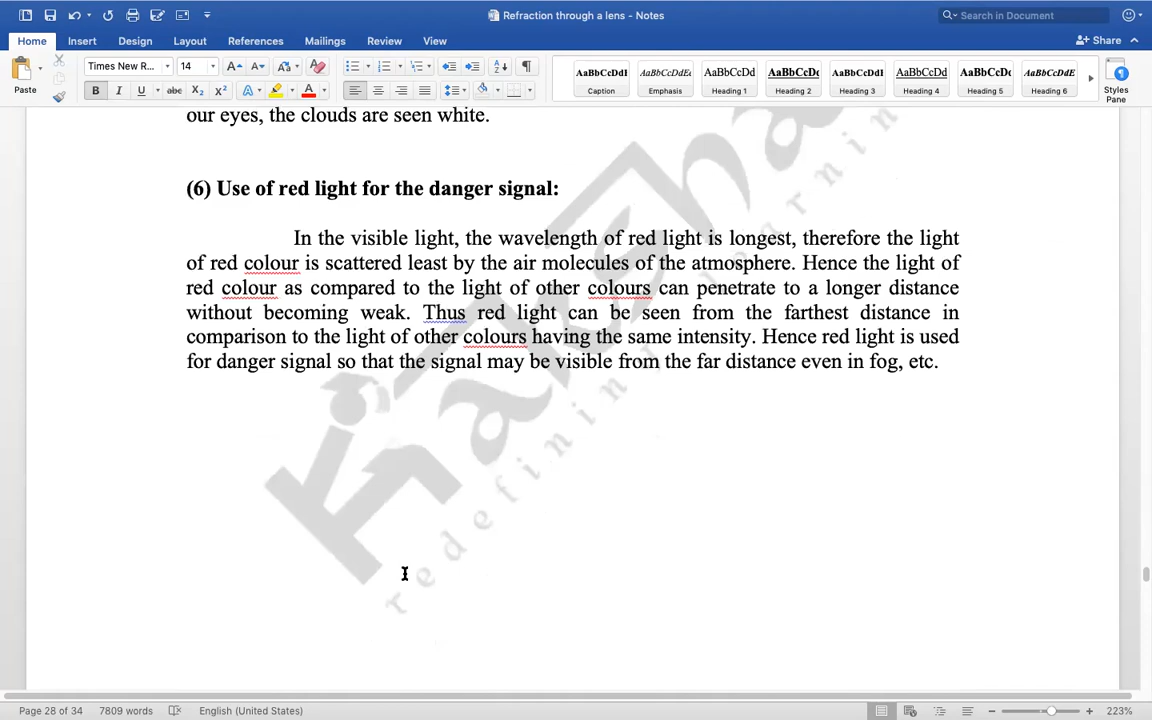 Refraction through a lens - Notes
Search in Document
Home Insert Design Layout References Mailings Review View
Share
Paste
Times New R... 14
AaBbCcDdI AaBbCcDdEe AaBbCcDd AaBbCcDc AaBbCcDdI AaBbCcDdI AaBbCcDc AaBbCcDdE
Caption Emphasis Heading 1 Heading 2 Heading 3 Heading 4 Heading 5 Heading 6
Styles
Pane
our eyes, the clouds are seen white.
(6) Use of red light for the danger signal:
In the visible light, the wavelength of red light is longest, therefore the light
of red colour is scattered least by the air molecules of the atmosphere. Hence the light of
red colour as compared to the light of other colours can penetrate to a longer distance
without becoming weak. Thus red light can be seen from the farthest distance in
comparison to the light of other colours having the same intensity. Hence red light is used
for danger signal so that the signal may be visible from the far distance even in fog, etc.
Page 28 of 34 7809 words English (United States) 223%